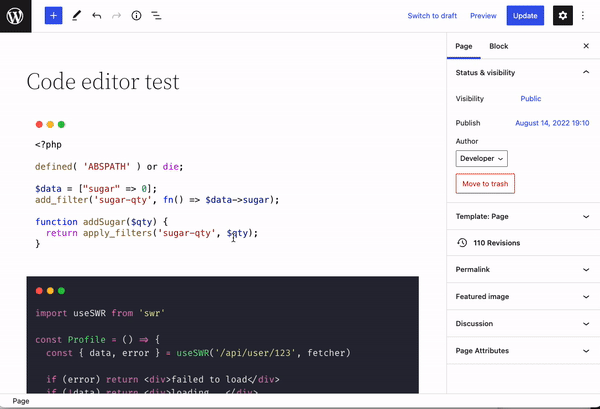 Switch to draft Preview Update
Code editor test
<?php
defined( 'ABSPATH' ) or die;
$data = ["sugar" => 0];
add_filter('sugar-qty', fn() => $data->sugar);
function addSugar($qty) {
  return apply_filters('sugar-qty', $qty);
}
import useSWR from 'swr'
const Profile = () => {
  const { data, error } = useSWR('/api/user/123', fetcher)
  if (error) return <div>failed to load</div>
  if (!data) return <div>loading...</div>
Page Block
Status & visibility
Visibility Public
Publish August 14, 2022 19:10
Author
Developer
Move to trash
Template: Page
110 Revisions
Permalink
Featured image
Discussion
Page Attributes
Page